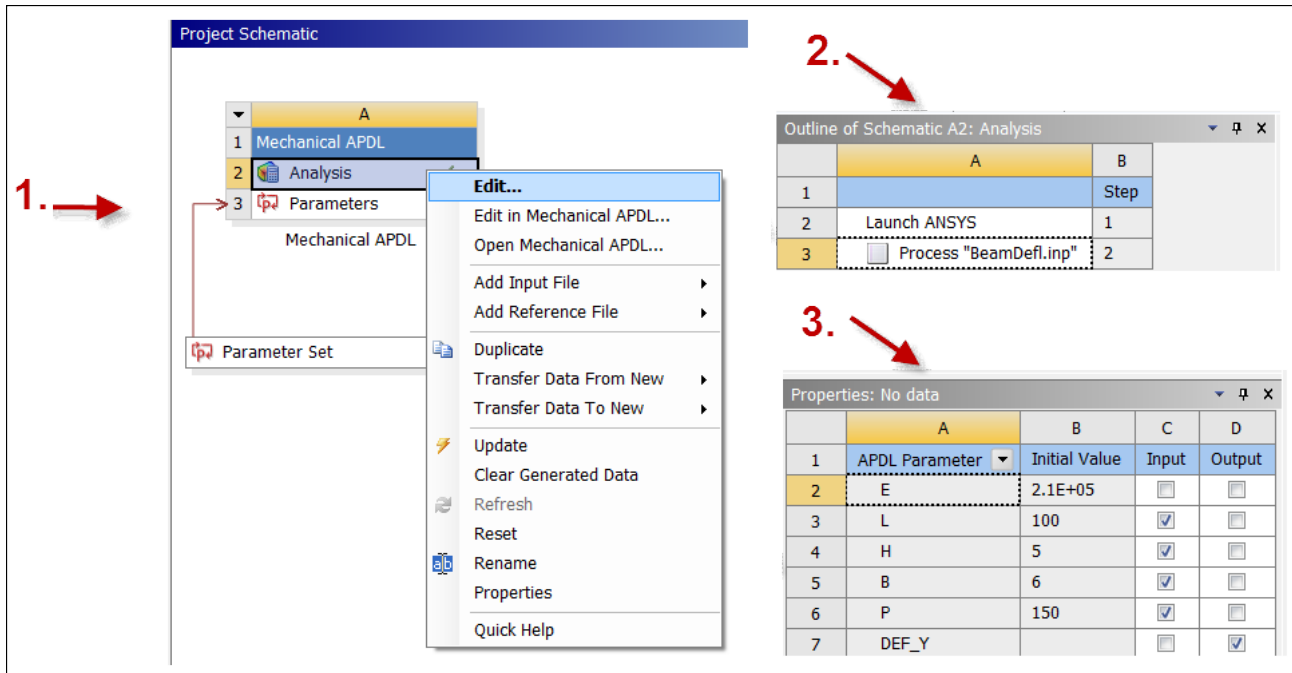 1.
Project Schematic
A
1 Mechanical APDL
2 Analysis
3 Parameters
Mechanical APDL
Parameter Set
Edit...
Edit in Mechanical APDL...
Open Mechanical APDL...
Add Input File
Add Reference File
Duplicate
Transfer Data From New
Transfer Data To New
Update
Clear Generated Data
Refresh
Reset
Rename
Properties
Quick Help
2.
Outline of Schematic A2: Analysis
A B
1 Step
2 Launch ANSYS 1
3 Process "BeamDefl.inp" 2
3.
Properties: No data
A B C D
1 APDL Parameter Initial Value Input Output
2 E 2.1E+05
3 L 100
4 H 5
5 B 6
6 P 150
7 DEF_Y